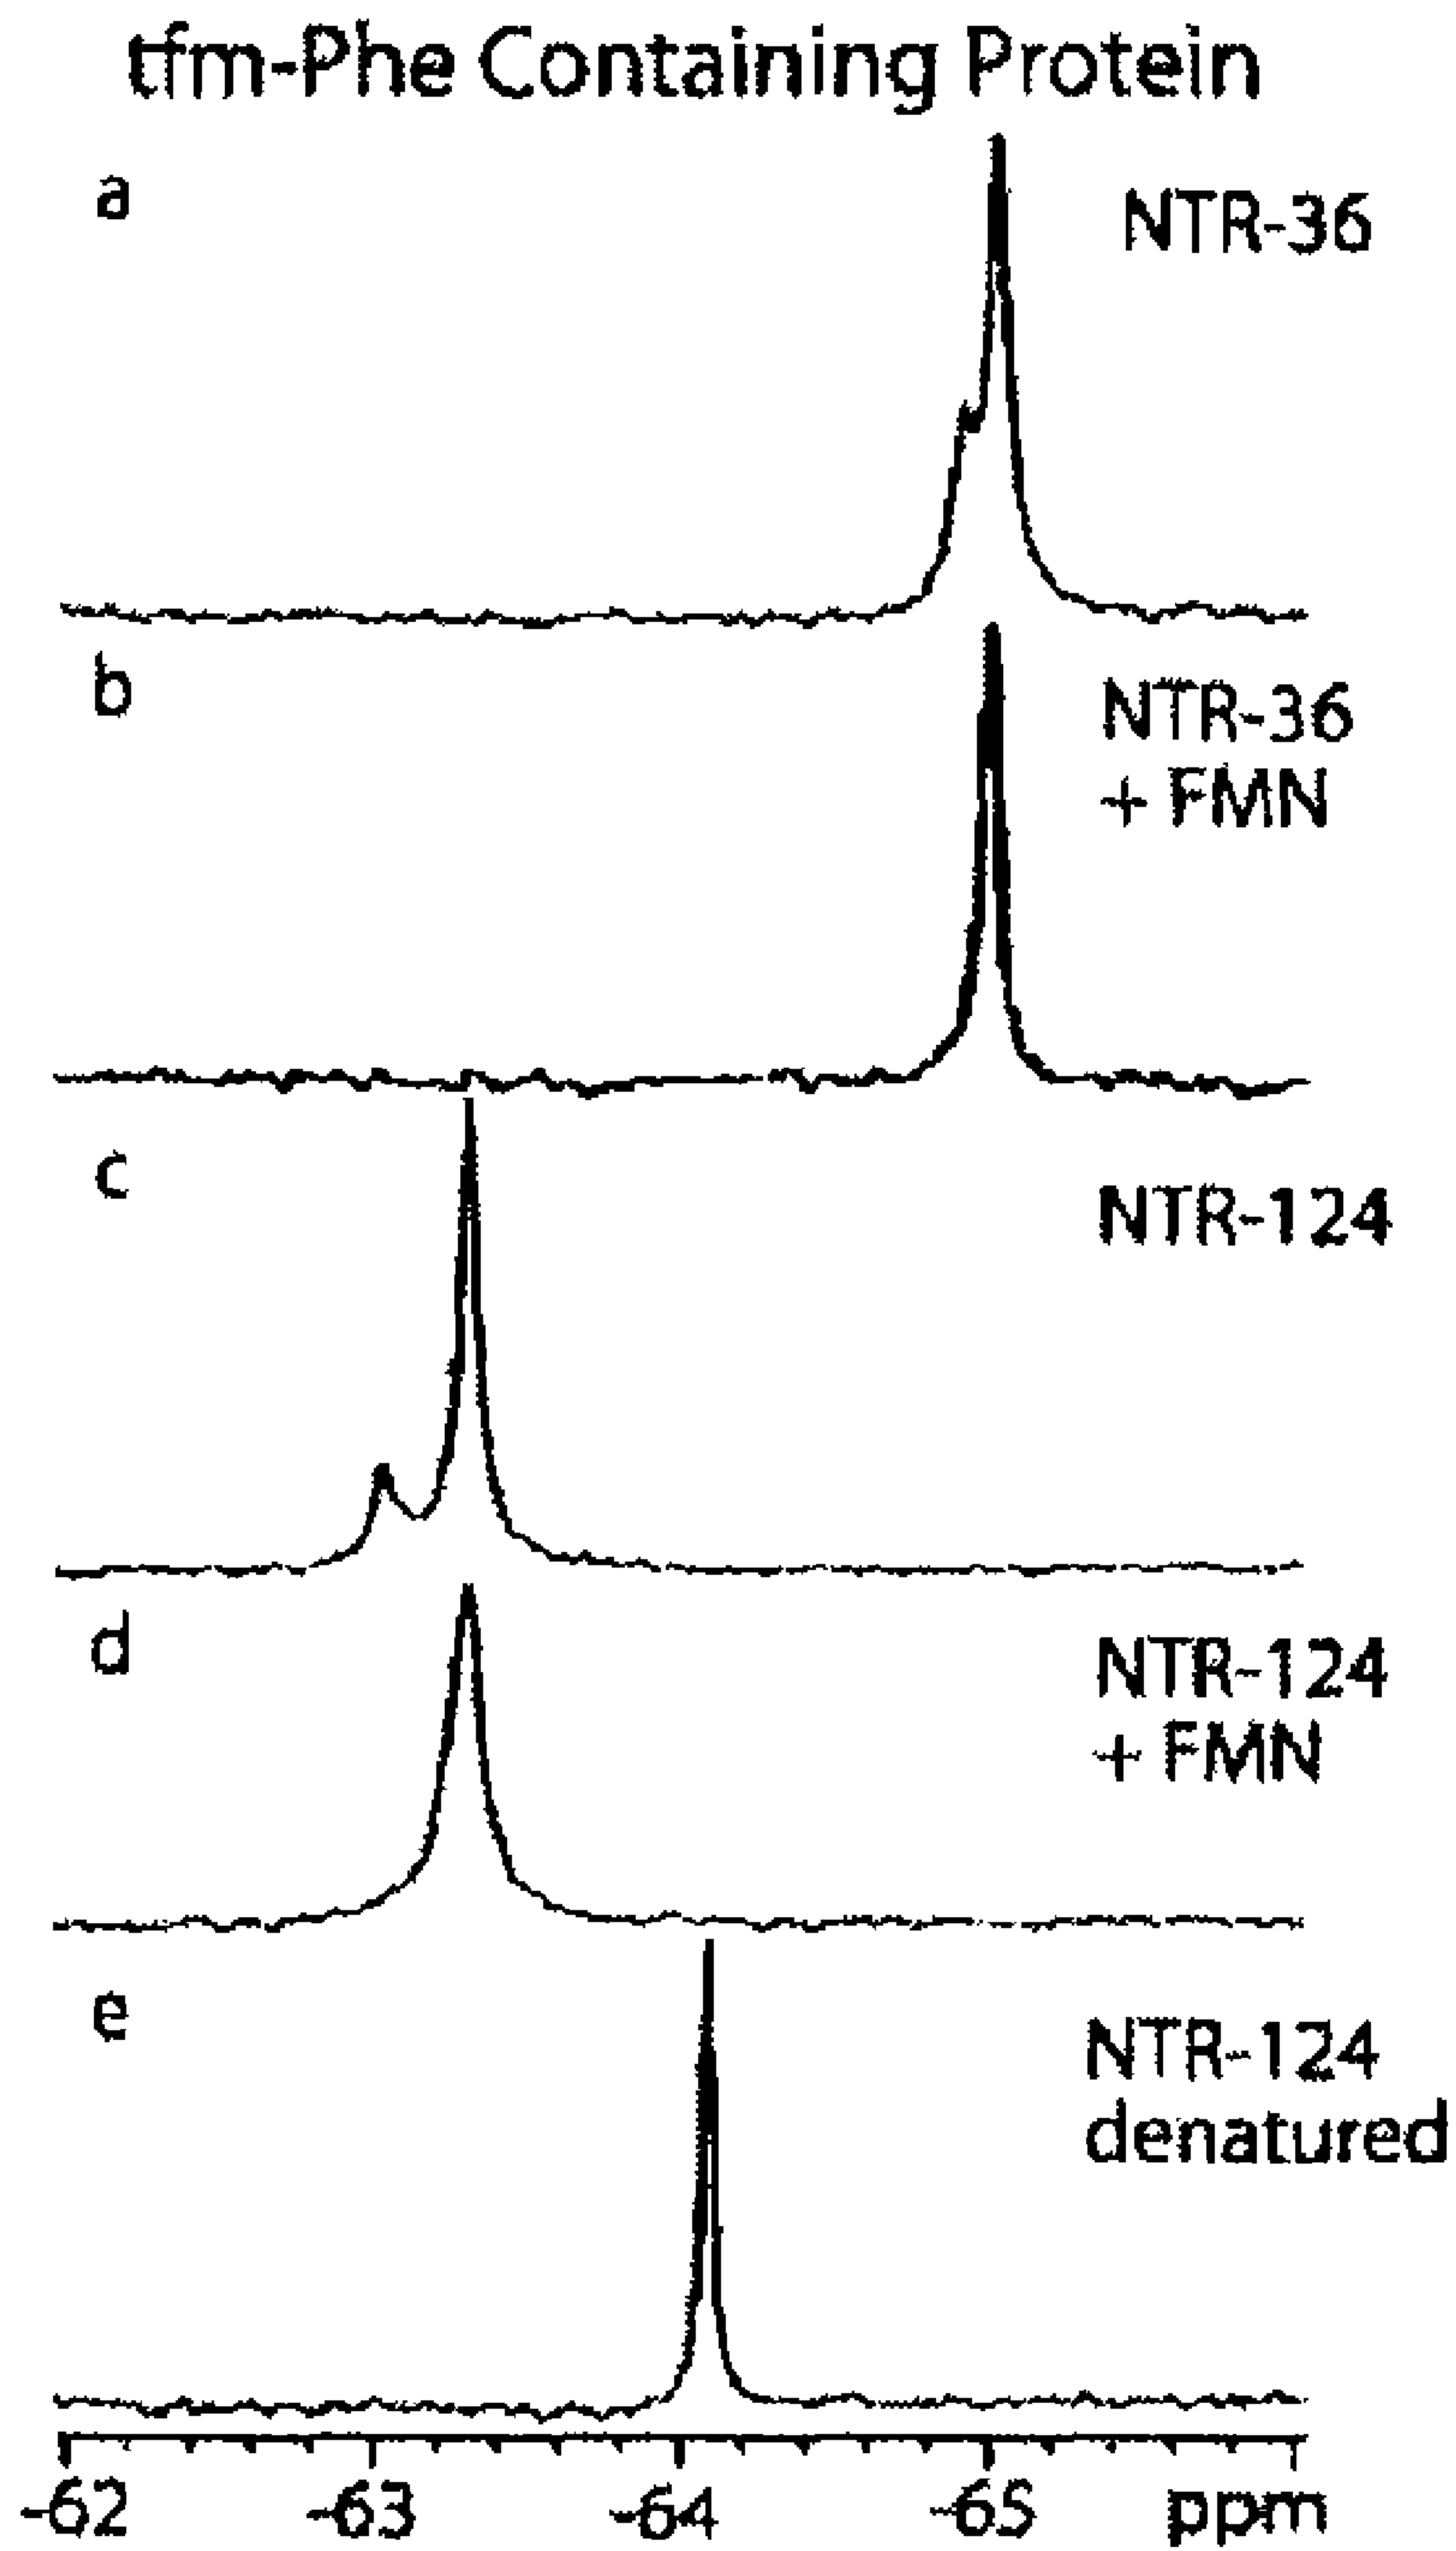 tfm-Phe Containing Protein
a
NTR-36
b
NTR-36
+ FMN
c
NTR-124
d
NTR-124
+ FMN
e
NTR-124
denatured
-62 -63 -64 -65 ppm